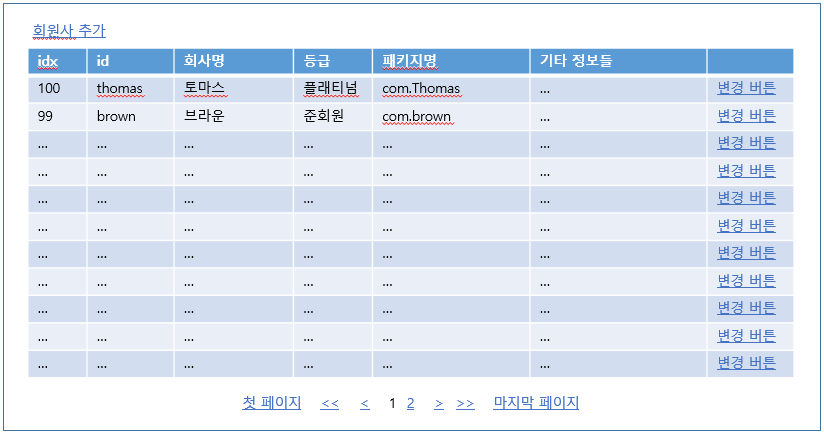 회원사 추가
idx id 회사명 등급 패키지명 기타 정보들
100 thomas 토마스 플래티넘 com.Thomas ... 변경 버튼
99 brown 브라운 준회원 com.brown ... 변경 버튼
... ... ... ... ... ... 변경 버튼
... ... ... ... ... ... 변경 버튼
... ... ... ... ... ... 변경 버튼
... ... ... ... ... ... 변경 버튼
... ... ... ... ... ... 변경 버튼
... ... ... ... ... ... 변경 버튼
... ... ... ... ... ... 변경 버튼
... ... ... ... ... ... 변경 버튼
... ... ... ... ... ... 변경 버튼
첫 페이지 << < 1 2 > >> 마지막 페이지